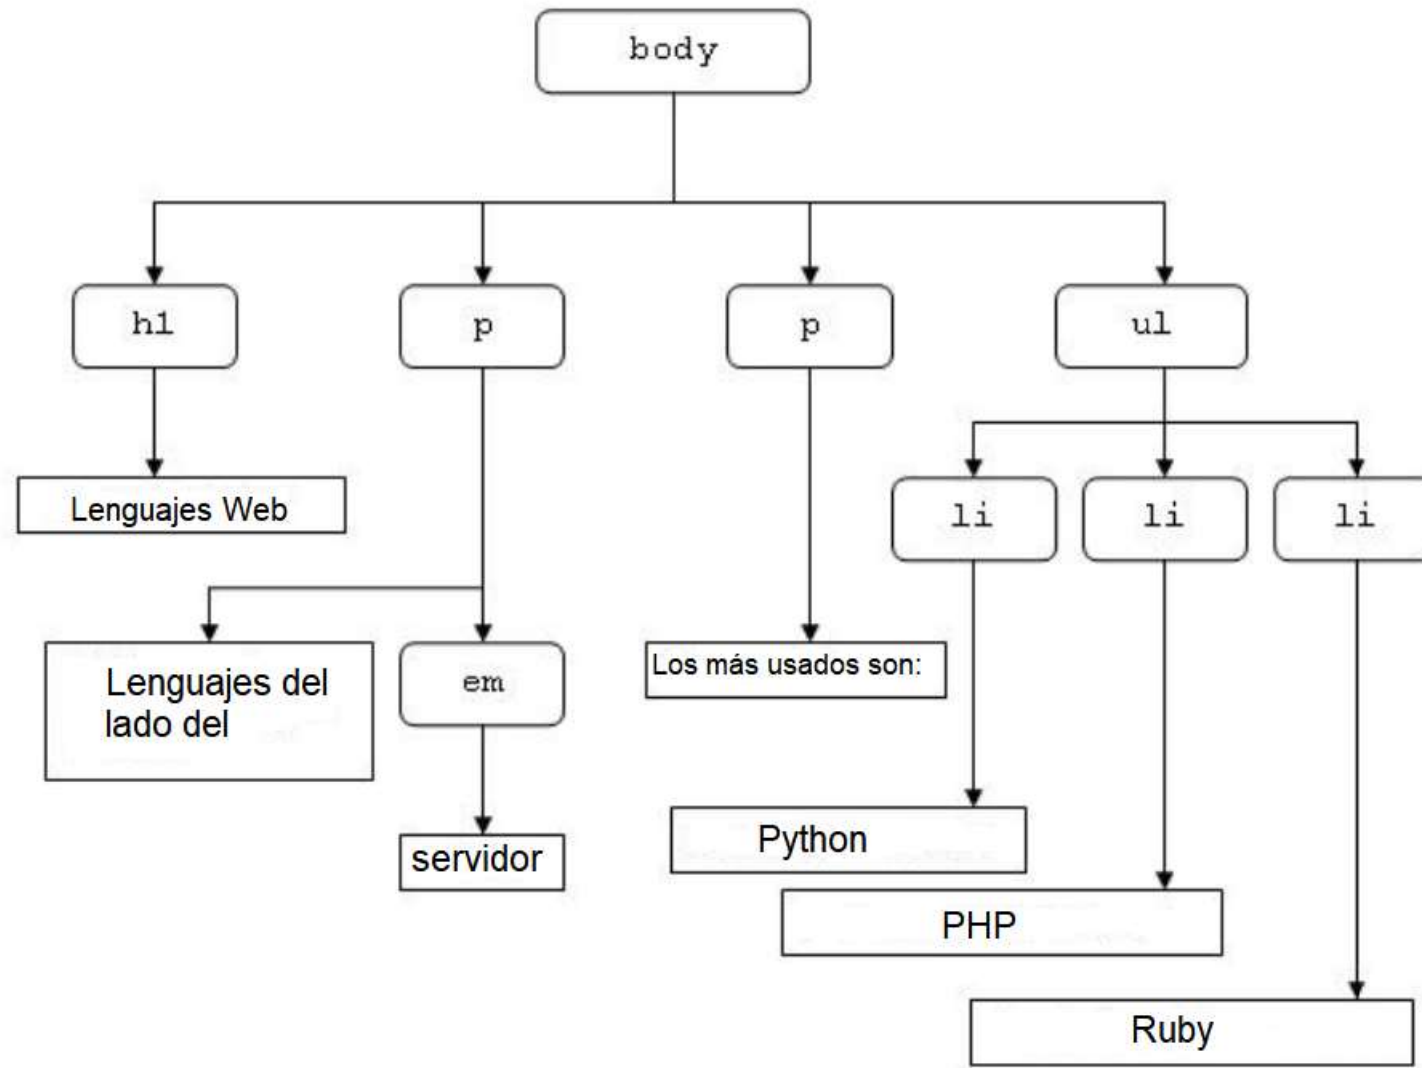 body
h1
p
p
ul
li
li
li
Lenguajes Web
Lenguajes del
lado del
em
Los más usados son:
servidor
Python
PHP
Ruby